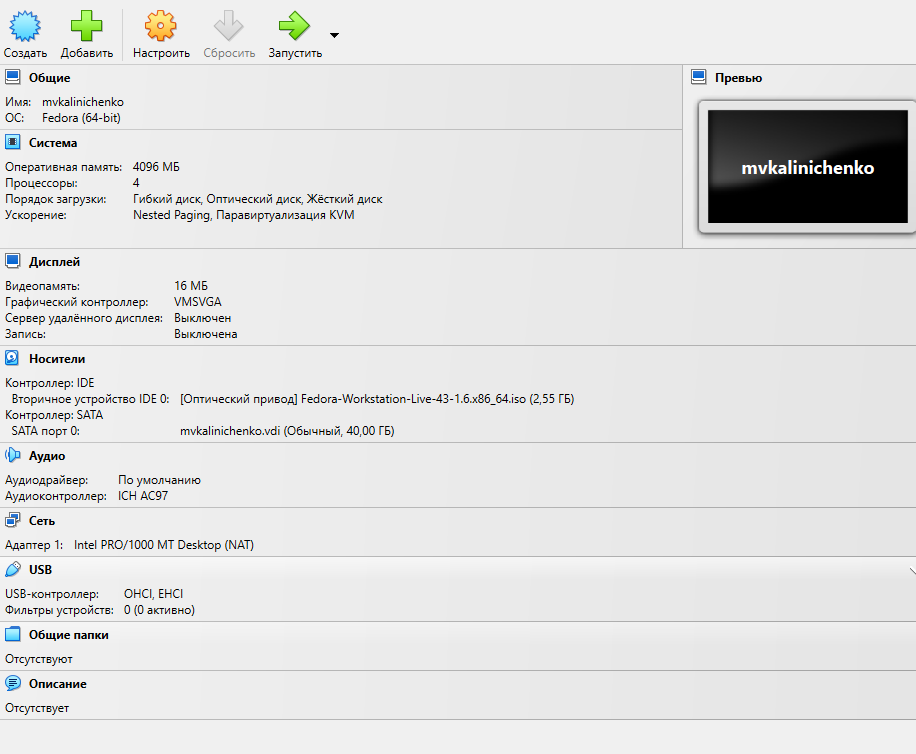 Создать Добавить Настроить Сбросить Запустить
Общие
Имя: mvkalinichenko
ОС: Fedora (64-bit)
Превью
mvkalinichenko
Система
Оперативная память: 4096 МБ
Процессоры: 4
Порядок загрузки: Гибкий диск, Оптический диск, Жёсткий диск
Ускорение: Nested Paging, Паравиртуализация KVM
Дисплей
Видеопамять: 16 МБ
Графический контроллер: VMSVGA
Сервер удалённого дисплея: Выключен
Запись: Выключена
Носители
Контроллер: IDE
Вторичное устройство IDE 0: [Оптический привод] Fedora-Workstation-Live-43-1.6.x86_64.iso (2,55 ГБ)
Контроллер: SATA
SATA порт 0: mvkalinichenko.vdi (Обычный, 40,00 ГБ)
Аудио
Аудиодрайвер: По умолчанию
Аудиоконтроллер: ICH AC97
Сеть
Адаптер 1: Intel PRO/1000 MT Desktop (NAT)
USB
USB-контроллер: OHCI, EHCI
Фильтры устройств: 0 (0 активно)
Общие папки
Отсутствуют
Описание
Отсутствует